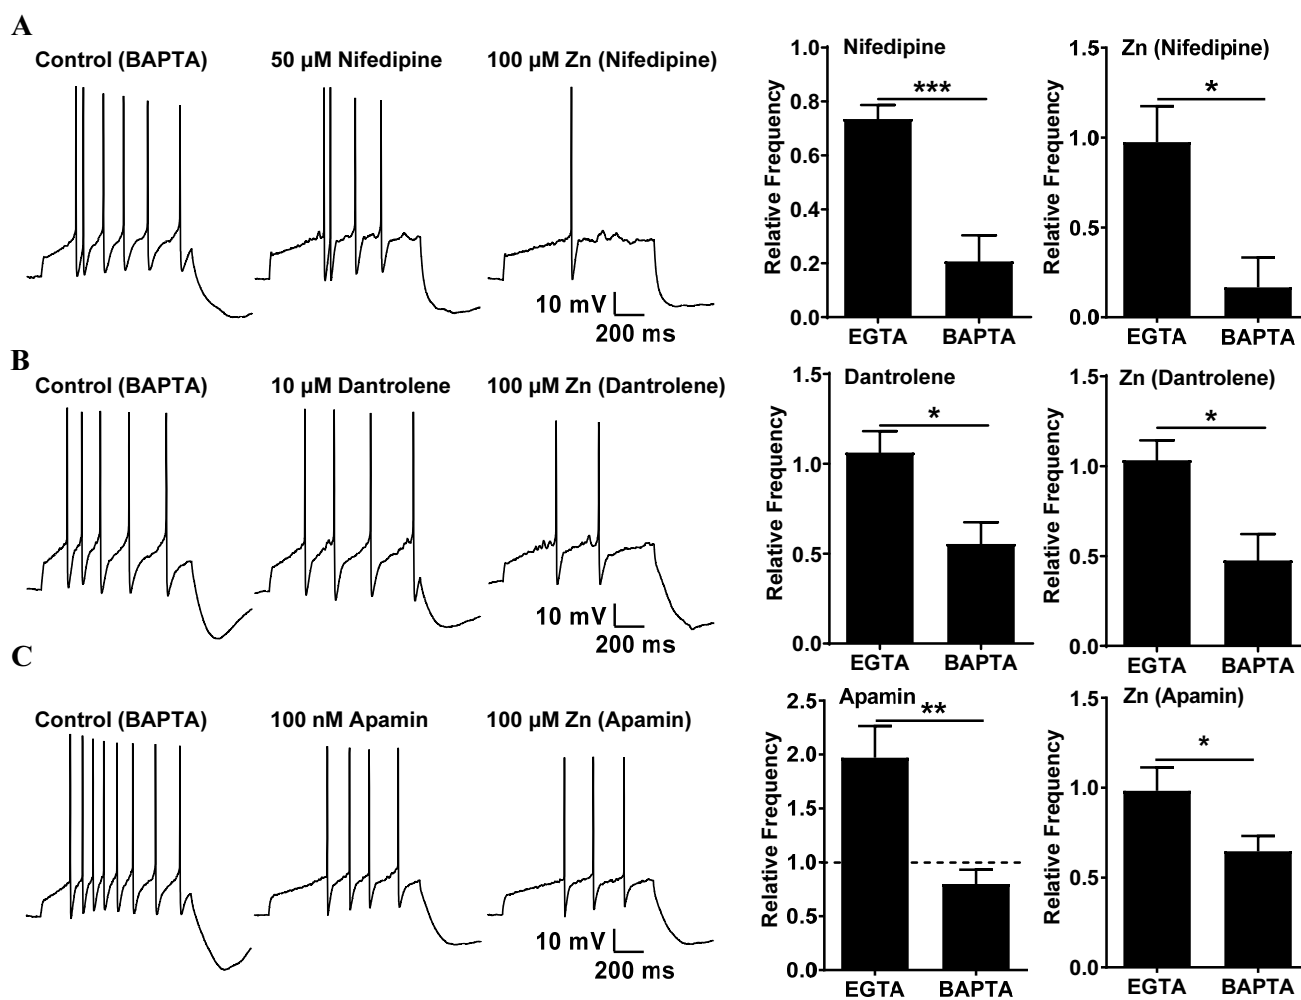 A
Control (BAPTA)
50 µM Nifedipine
100 µM Zn (Nifedipine)
10 mV
200 ms
Nifedipine
***
Relative Frequency
1.0
0.8
0.6
0.4
0.2
0.0
EGTA
BAPTA
Zn (Nifedipine)
*
Relative Frequency
1.5
1.0
0.5
0.0
EGTA
BAPTA
B
Control (BAPTA)
10 µM Dantrolene
100 µM Zn (Dantrolene)
10 mV
200 ms
Dantrolene
*
Relative Frequency
1.5
1.0
0.5
0.0
EGTA
BAPTA
Zn (Dantrolene)
*
Relative Frequency
1.5
1.0
0.5
0.0
EGTA
BAPTA
C
Control (BAPTA)
100 nM Apamin
100 µM Zn (Apamin)
10 mV
200 ms
Apamin
**
Relative Frequency
2.5
2.0
1.5
1.0
0.5
0.0
EGTA
BAPTA
Zn (Apamin)
*
Relative Frequency
1.5
1.0
0.5
0.0
EGTA
BAPTA